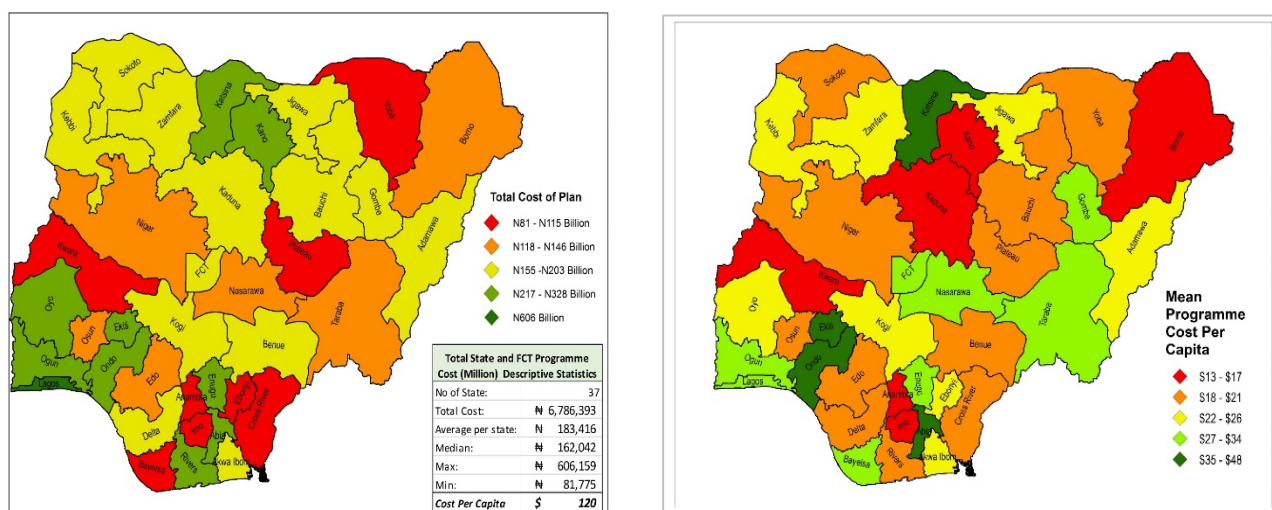 Sokoto
Katsina
Kebbi
Zamfara
Kano
Jigawa
Yobe
Borno
Kaduna
Bauchi
Gombe
Adamawa
Niger
Plateau
FCT
Kwara
Nasarawa
Taraba
Oyo
Osun
Ekiti
Kogi
Benue
Ogun
Ondo
Edo
Enugu
Ebonyi
Lagos
Anambra
Cross River
Delta
Imo
Abia
Bayelsa
Rivers
Akwa Ibom
Total Cost of Plan
N81 - N115 Billion
N118 - N146 Billion
N155 -N203 Billion
N217 - N328 Billion
N606 Billion
Total State and FCT Programme
Cost (Million) Descriptive Statistics
No of State: 37
Total Cost: ₦ 6,786,393
Average per state: ₦ 183,416
Median: ₦ 162,042
Max: ₦ 606,159
Min: ₦ 81,775
Cost Per Capita $ 120
Sokoto
Katsina
Kebbi
Zamfara
Kano
Jigawa
Yobe
Borno
Kaduna
Bauchi
Gombe
Adamawa
Niger
Plateau
FCT
Kwara
Nasarawa
Taraba
Oyo
Osun
Ekiti
Kogi
Benue
Ogun
Ondo
Edo
Enugu
Ebonyi
Lagos
Anambra
Cross River
Delta
Imo
Bayelsa
Rivers
Akwa Ibom
Mean
Programme
Cost Per
Capita
$13 - $17
$18 - $21
$22 - $26
$27 - $34
$35 - $48